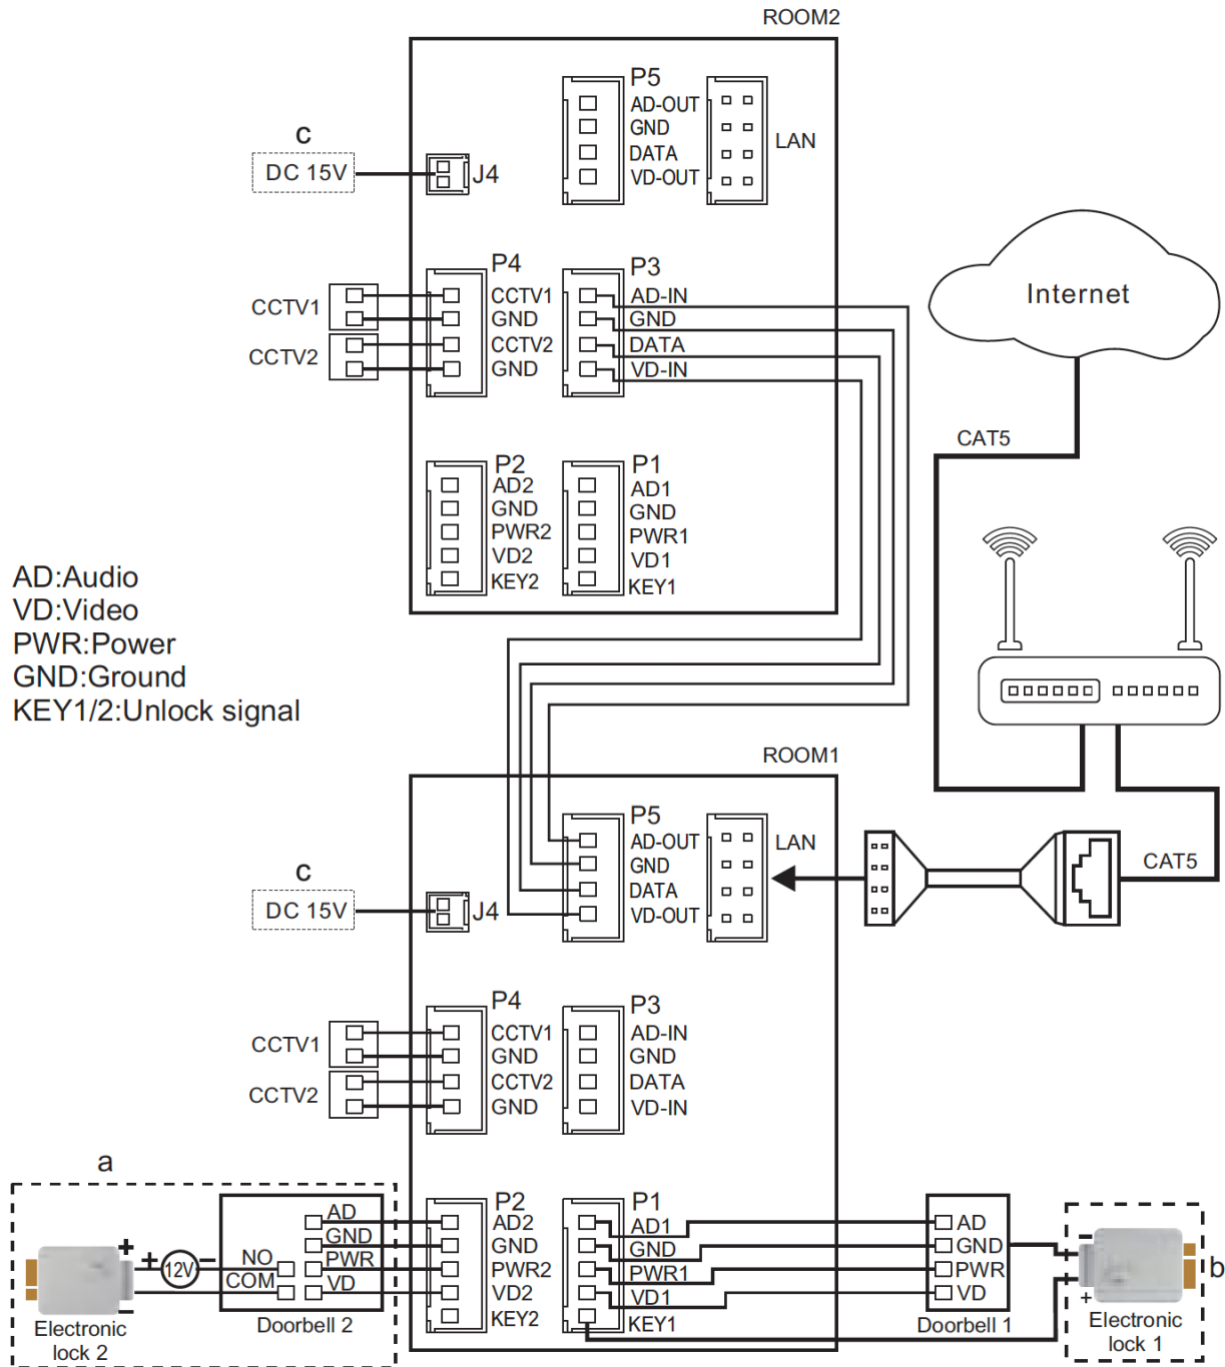 ROOM2
P5
AD-OUT
GND
DATA
VD-OUT
LAN
c
DC 15V
J4
P4
CCTV1
GND
CCTV2
GND
CCTV1
CCTV2
P3
AD-IN
GND
DATA
VD-IN
Internet
CAT5
P2
AD2
GND
PWR2
VD2
KEY2
P1
AD1
GND
PWR1
VD1
KEY1
AD:Audio
VD:Video
PWR:Power
GND:Ground
KEY1/2:Unlock signal
ROOM1
P5
AD-OUT
GND
DATA
VD-OUT
LAN
CAT5
c
DC 15V
J4
P4
CCTV1
GND
CCTV2
GND
CCTV1
CCTV2
P3
AD-IN
GND
DATA
VD-IN
a
+
+
12V
−
−
NO
COM
AD
GND
PWR
VD
Electronic
lock 2
Doorbell 2
P2
AD2
GND
PWR2
VD2
KEY2
P1
AD1
GND
PWR1
VD1
KEY1
AD
GND
PWR
VD
Doorbell 1
−
+
b
Electronic
lock 1